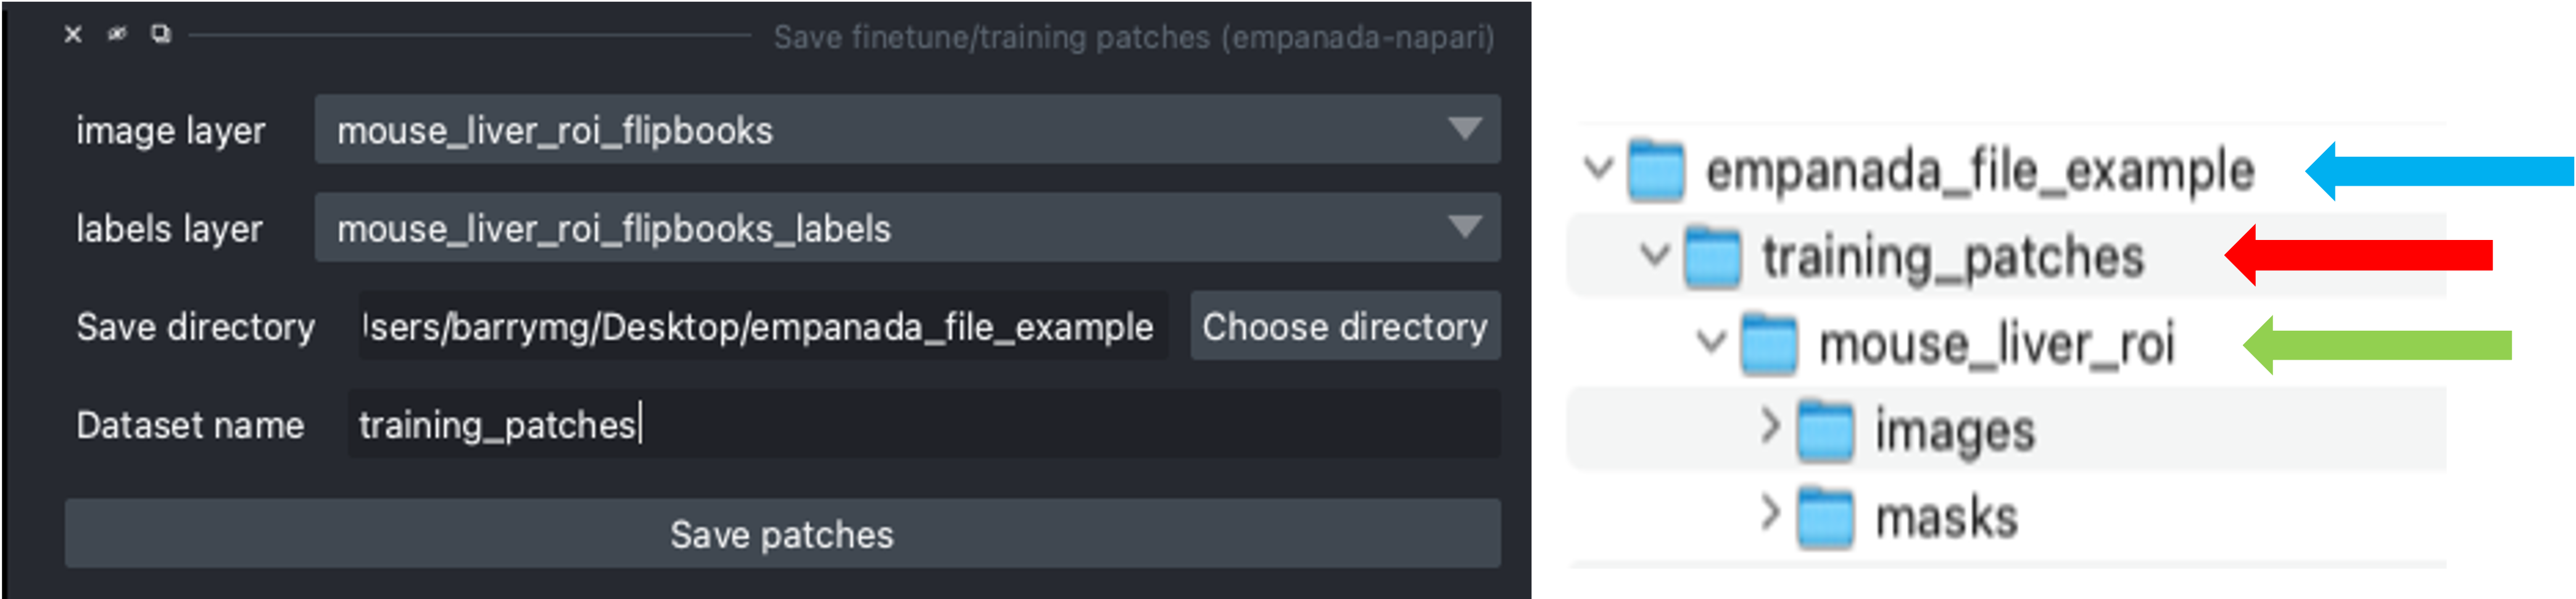 Save finetune/training patches (empanada-napari)
image layer mouse_liver_roi_flipbooks
labels layer mouse_liver_roi_flipbooks_labels
Save directory sers/barrymg/Desktop/empanada_file_example Choose directory
Dataset name training_patches
Save patches
empanada_file_example
training_patches
mouse_liver_roi
images
masks